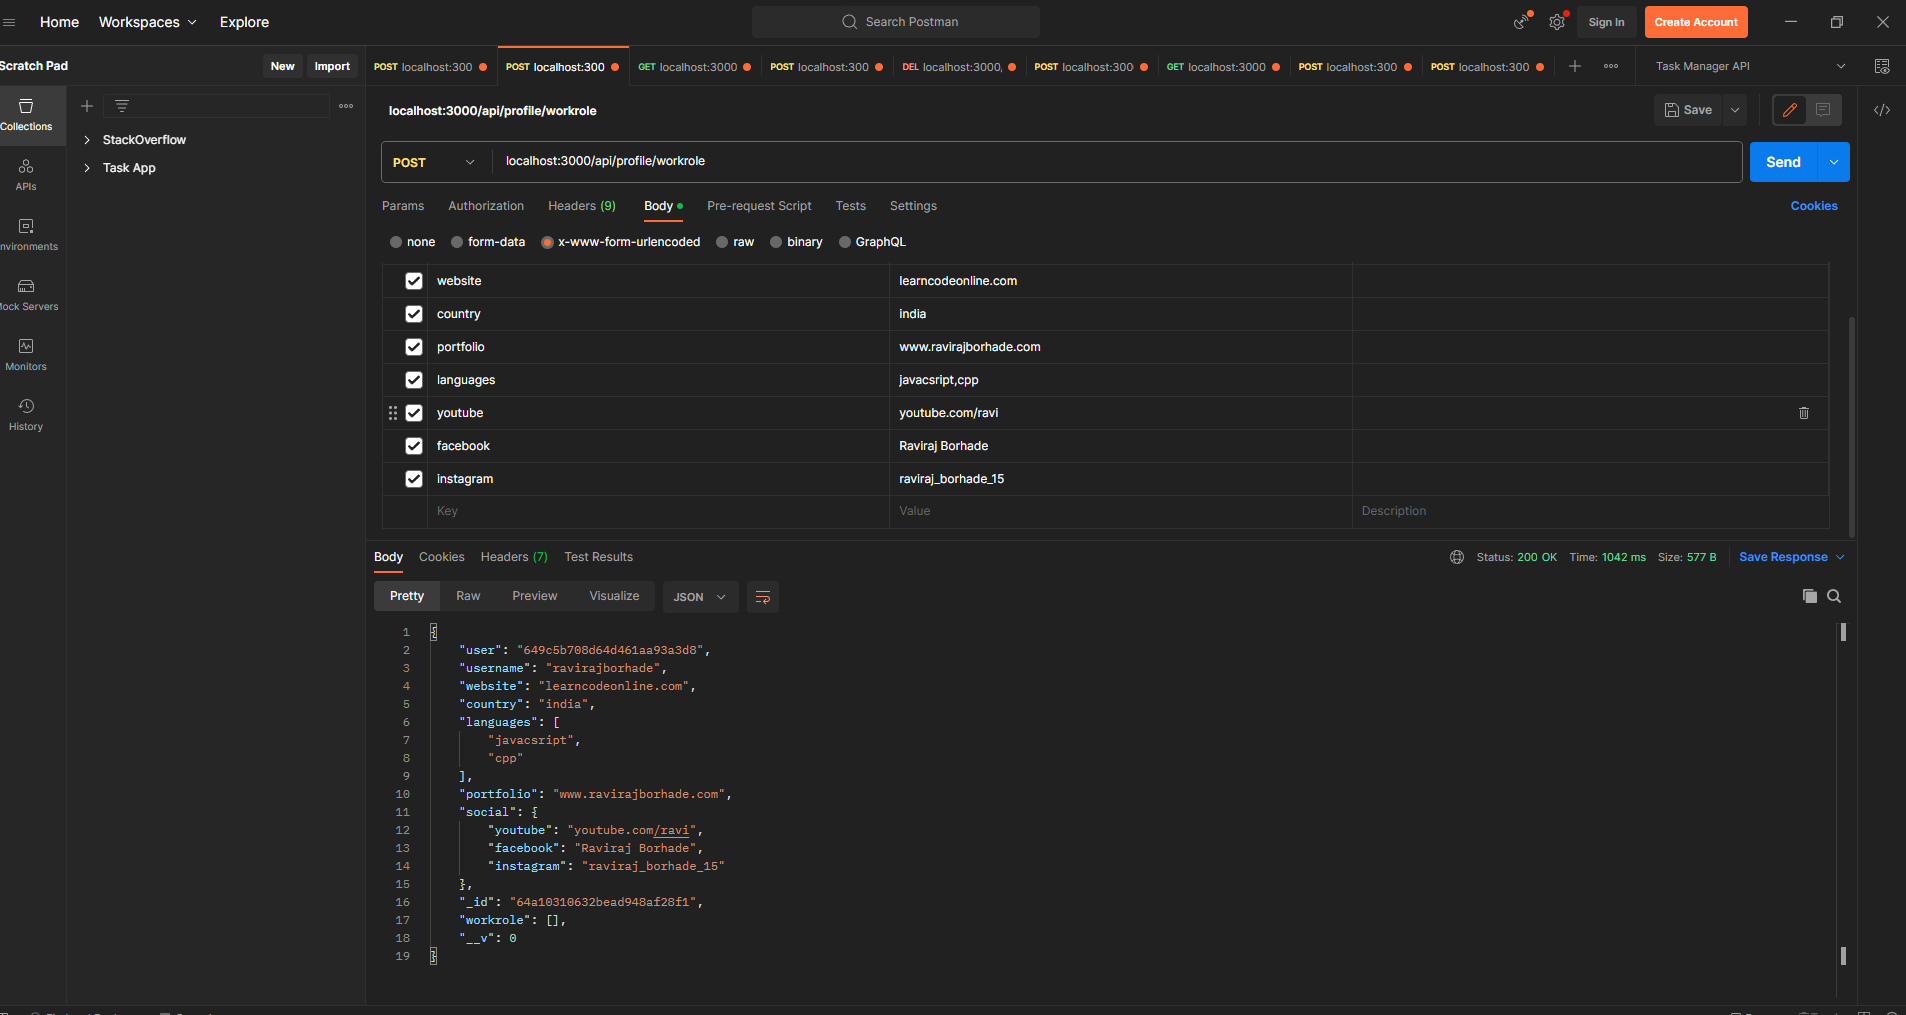 Home Workspaces Explore Search Postman Sign In Create Account
Scratch Pad New Import POST localhost:300 POST localhost:300 GET localhost:3000 POST localhost:300 DEL localhost:3000, POST localhost:300 GET localhost:3000 POST localhost:300 POST localhost:300 Task Manager API
Collections
APIs
nvironments
Mock Servers
Monitors
History
StackOverflow
Task App
localhost:3000/api/profile/workrole Save
POST localhost:3000/api/profile/workrole Send
Params Authorization Headers (9) Body Pre-request Script Tests Settings Cookies
none form-data x-www-form-urlencoded raw binary GraphQL
website learncodeonline.com
country india
portfolio www.ravirajborhade.com
languages javacsript,cpp
youtube youtube.com/ravi
facebook Raviraj Borhade
instagram raviraj_borhade_15
Key Value Description
Body Cookies Headers (7) Test Results Status: 200 OK Time: 1042 ms Size: 577 B Save Response
Pretty Raw Preview Visualize JSON
1 {
2 "user": "649c5b708d64d461aa93a3d8",
3 "username": "ravirajborhade",
4 "website": "learncodeonline.com",
5 "country": "india",
6 "languages": [
7 "javacsript",
8 "cpp"
9 ],
10 "portfolio": "www.ravirajborhade.com",
11 "social": {
12 "youtube": "youtube.com/ravi",
13 "facebook": "Raviraj Borhade",
14 "instagram": "raviraj_borhade_15"
15 },
16 "_id": "64a10310632bead948af28f1",
17 "workrole": [],
18 "__v": 0
19 }